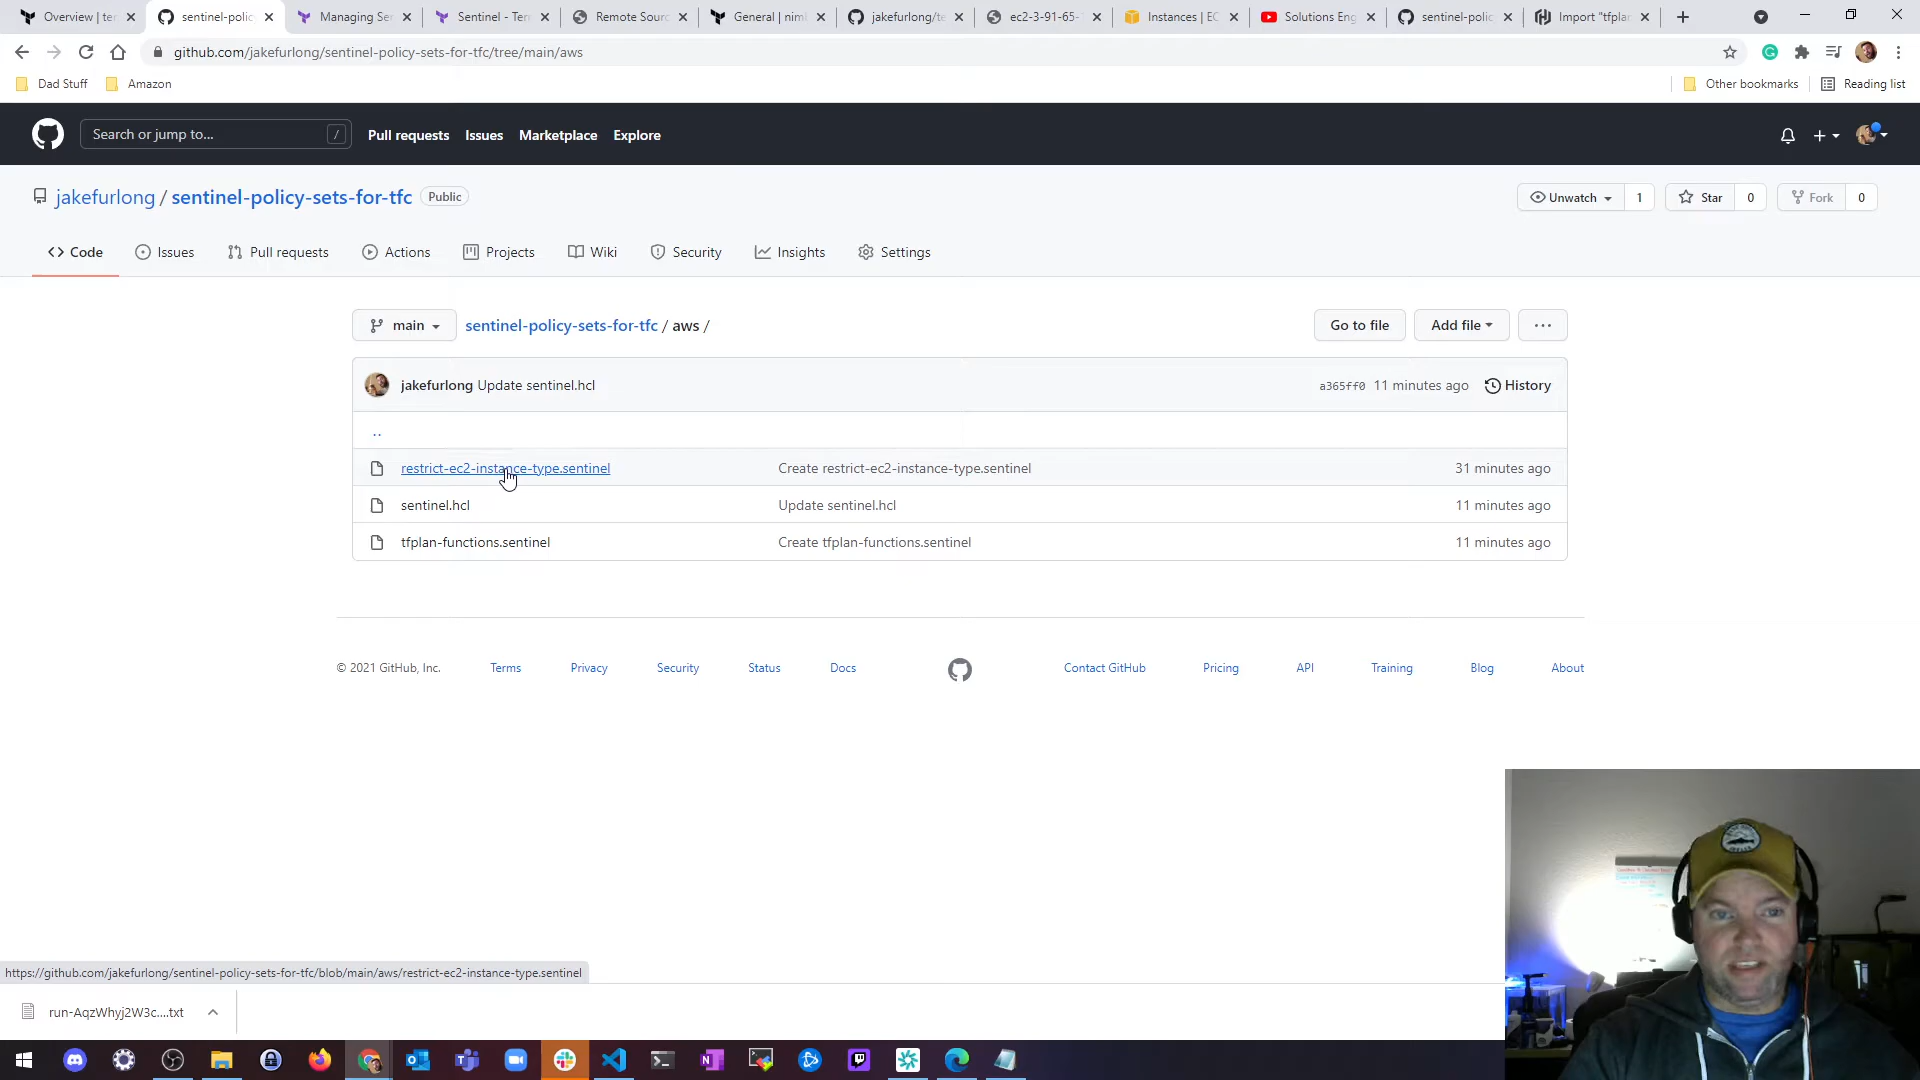 Overview | ter
sentinel-polic
Managing Se
Sentinel - Ter
Remote Sour
General | nim
jakefurlong/te
ec2-3-91-65-
Instances | EC
Solutions Eng
sentinel-polic
Import "tfplan
github.com/jakefurlong/sentinel-policy-sets-for-tfc/tree/main/aws
Dad Stuff
Amazon
Other bookmarks
Reading list
Search or jump to...
/
Pull requests
Issues
Marketplace
Explore
jakefurlong / sentinel-policy-sets-for-tfc
Public
Unwatch
1
Star
0
Fork
0
Code
Issues
Pull requests
Actions
Projects
Wiki
Security
Insights
Settings
main
sentinel-policy-sets-for-tfc / aws /
Go to file
Add file
...
jakefurlong Update sentinel.hcl
a365ff0 11 minutes ago
History
..
restrict-ec2-instance-type.sentinel
Create restrict-ec2-instance-type.sentinel
31 minutes ago
sentinel.hcl
Update sentinel.hcl
11 minutes ago
tfplan-functions.sentinel
Create tfplan-functions.sentinel
11 minutes ago
© 2021 GitHub, Inc.
Terms
Privacy
Security
Status
Docs
Contact GitHub
Pricing
API
Training
Blog
About
https://github.com/jakefurlong/sentinel-policy-sets-for-tfc/blob/main/aws/restrict-ec2-instance-type.sentinel
run-AqzWhyj2W3c....txt